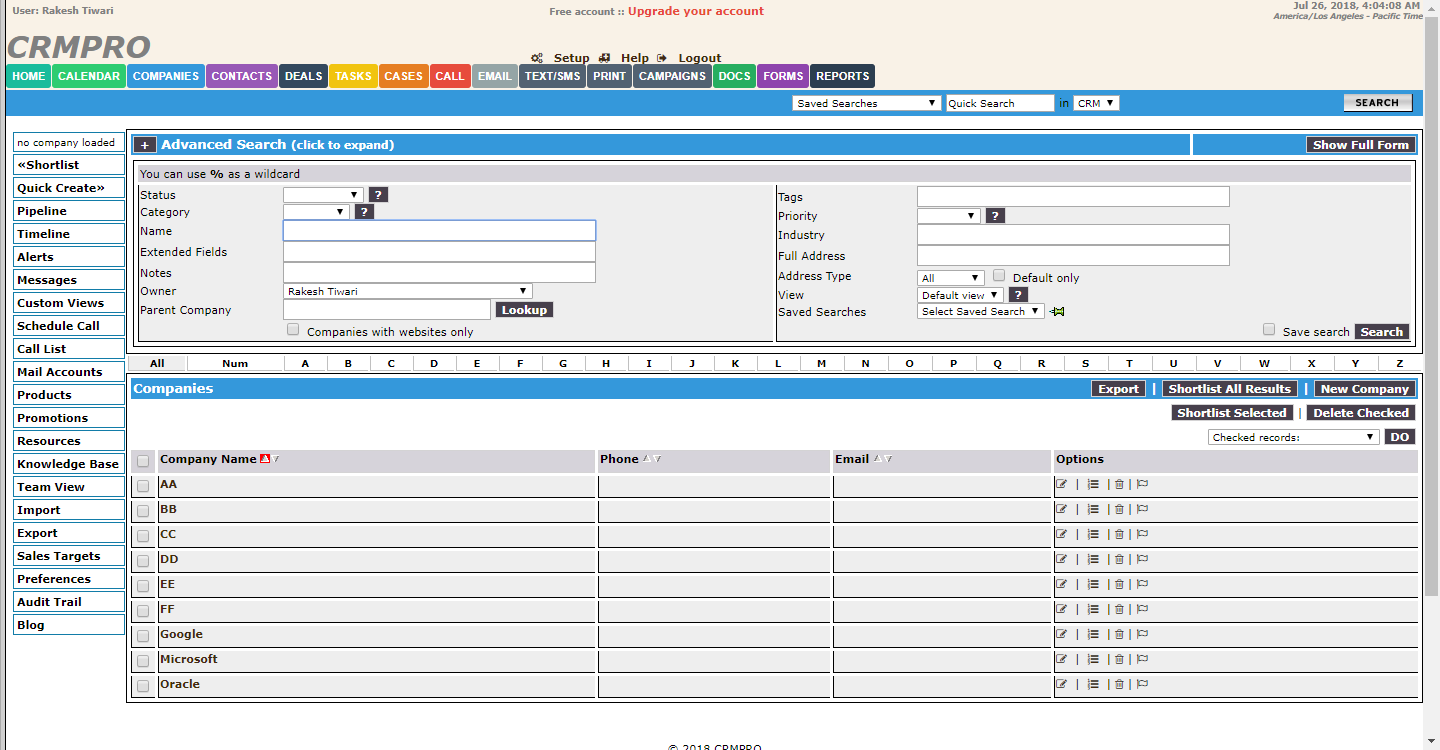 User: Rakesh Tiwari
Free account :: Upgrade your account
Jul 26, 2018, 4:04:08 AM
America/Los Angeles - Pacific Time
CRMPRO
Setup Help Logout
HOME CALENDAR COMPANIES CONTACTS DEALS TASKS CASES CALL EMAIL TEXT/SMS PRINT CAMPAIGNS DOCS FORMS REPORTS
Saved Searches Quick Search in CRM SEARCH
no company loaded
«Shortlist
Quick Create»
Pipeline
Timeline
Alerts
Messages
Custom Views
Schedule Call
Call List
Mail Accounts
Products
Promotions
Resources
Knowledge Base
Team View
Import
Export
Sales Targets
Preferences
Audit Trail
Blog
+ Advanced Search (click to expand) Show Full Form
You can use % as a wildcard
Status ?
Category ?
Name
Extended Fields
Notes
Owner Rakesh Tiwari
Parent Company Lookup
Companies with websites only
Tags
Priority ?
Industry
Full Address
Address Type All Default only
View Default view ?
Saved Searches Select Saved Search
Save search Search
All Num A B C D E F G H I J K L M N O P Q R S T U V W X Y Z
Companies Export | Shortlist All Results | New Company
Shortlist Selected | Delete Checked
Checked records: DO
Company Name Phone Email Options
AA | | |
BB | | |
CC | | |
DD | | |
EE | | |
FF | | |
Google | | |
Microsoft | | |
Oracle | | |
© 2018 CRMPRO